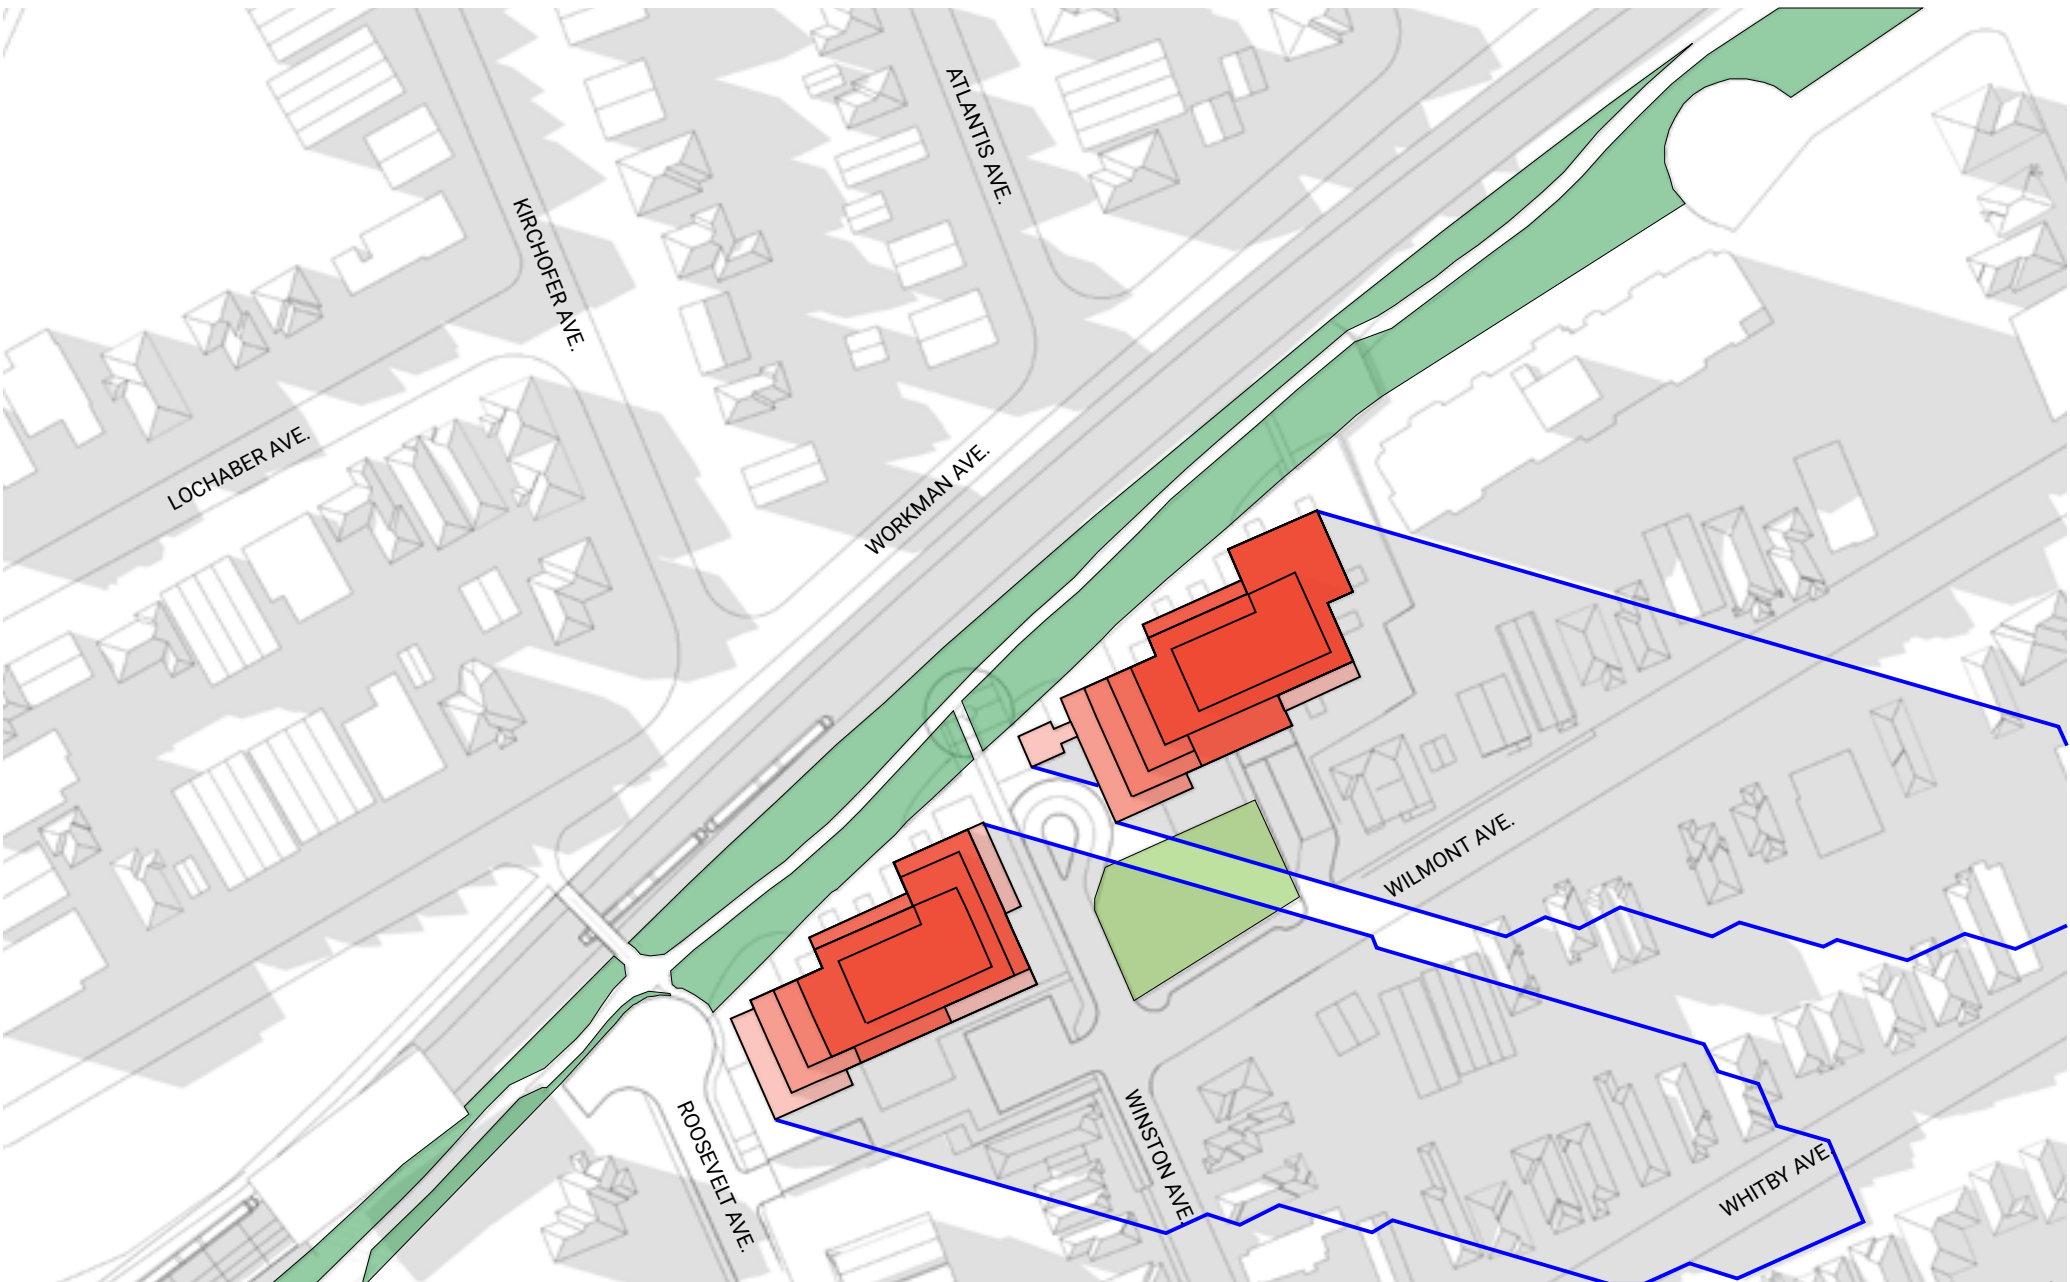 ATLANTIS AVE.
KIRCHOFER AVE.
LOCHABER AVE.
WORKMAN AVE.
WILMONT AVE.
ROOSEVELT AVE.
WINSTON AVE.
WHITBY AVE.